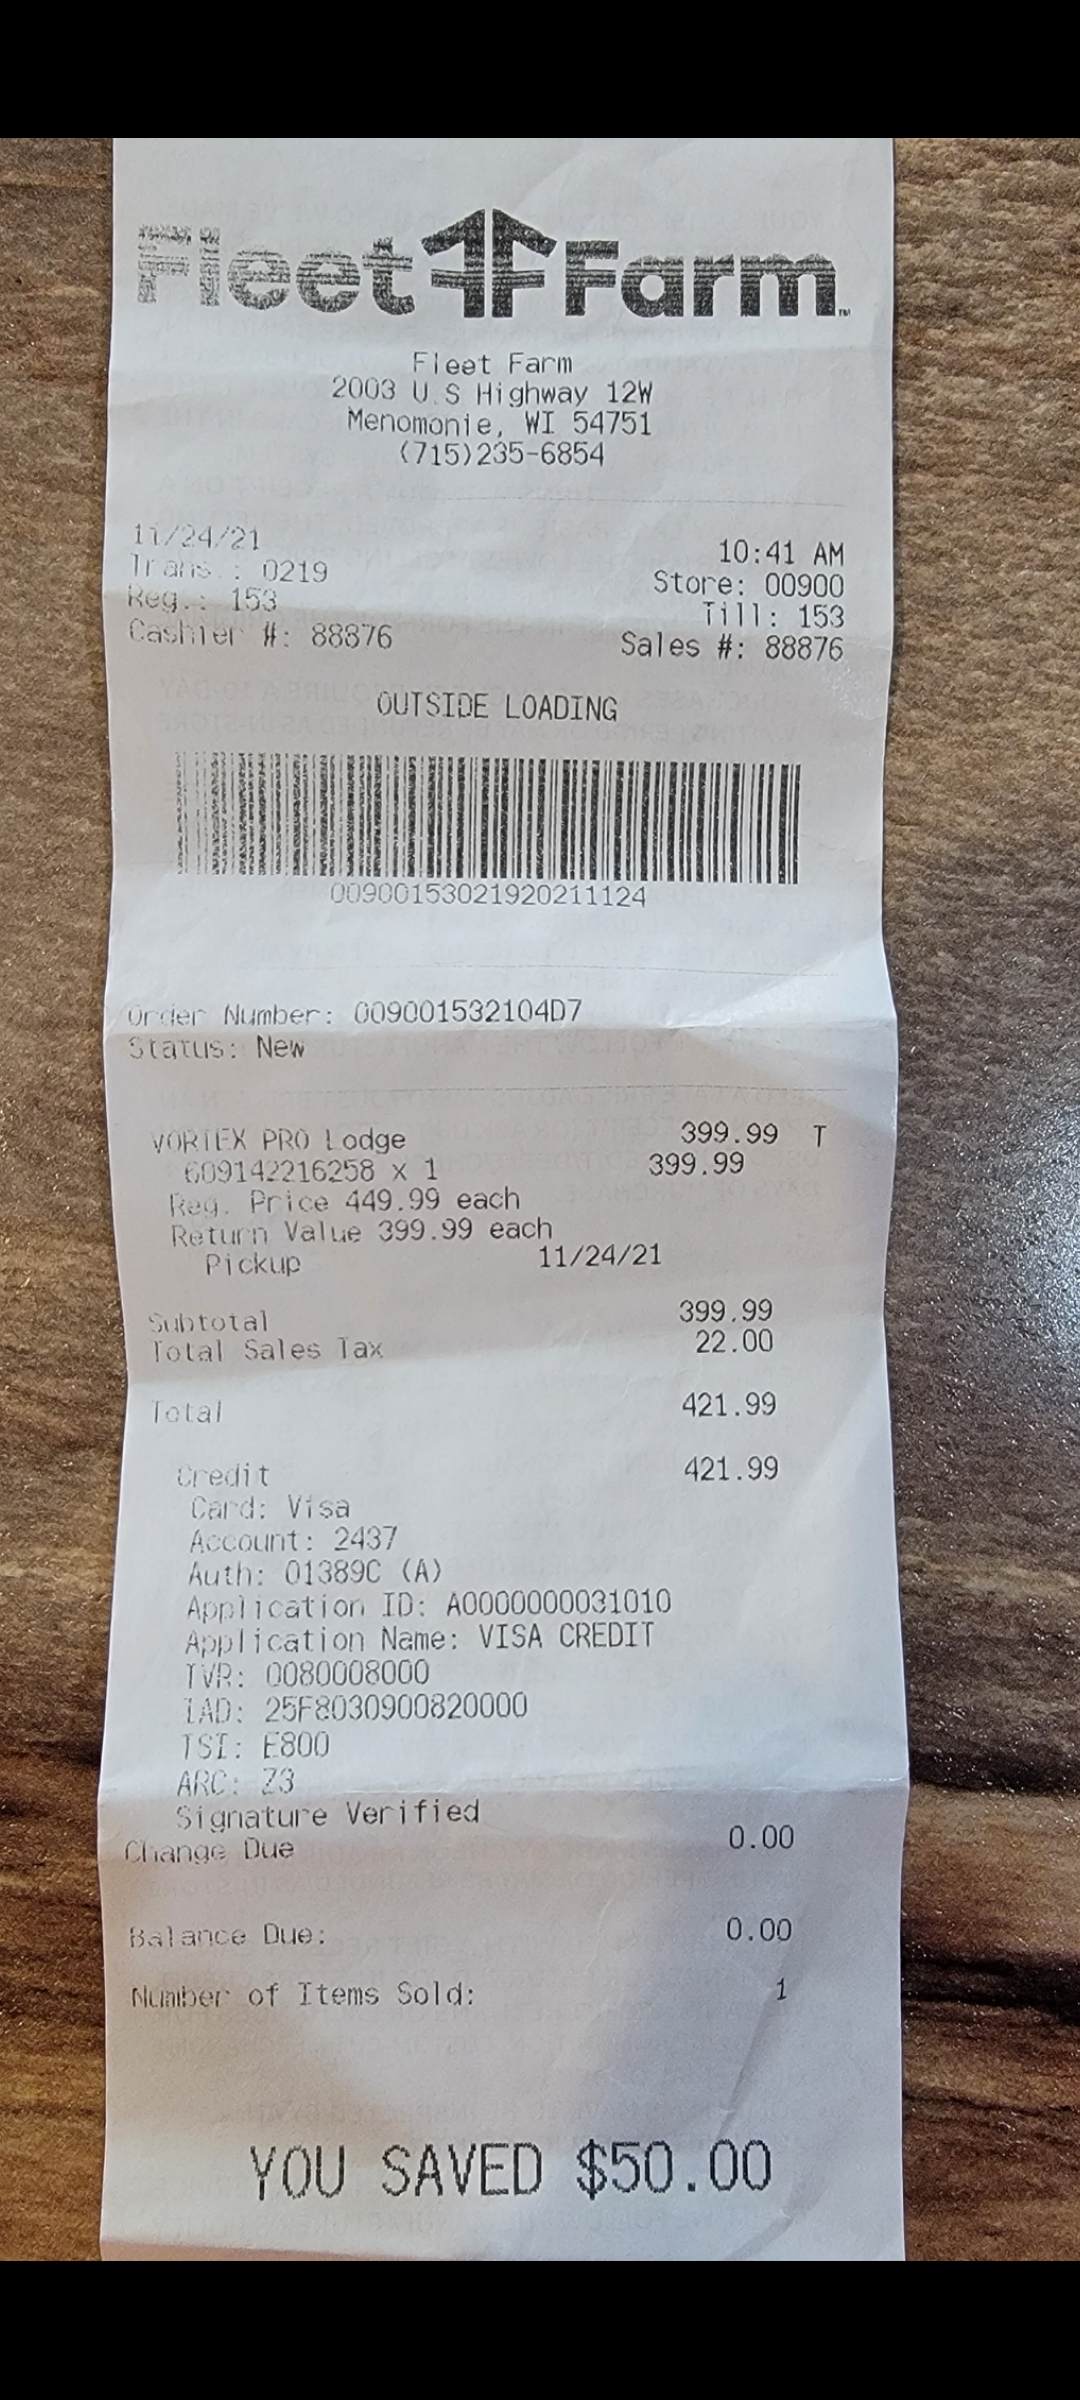 Fleet Farm™
Fleet Farm
2003 U.S Highway 12W
Menomonie, WI 54751
(715)235-6854
11/24/21 10:41 AM
Trans.: 0219 Store: 00900
Reg.: 153 Till: 153
Cashier #: 88876 Sales #: 88876
OUTSIDE LOADING
00900153021920211124
Order Number: 009001532104D7
Status: New
VORTEX PRO Lodge 399.99 T
609142216258 x 1 399.99
Reg. Price 449.99 each
Return Value 399.99 each
Pickup 11/24/21
Subtotal 399.99
Total Sales Tax 22.00
Total 421.99
Credit 421.99
Card: Visa
Account: 2437
Auth: 01389C (A)
Application ID: A0000000031010
Application Name: VISA CREDIT
TVR: 0080008000
IAD: 25F8030900820000
TSI: E800
ARC: Z3
Signature Verified
Change Due 0.00
Balance Due: 0.00
Number of Items Sold: 1
YOU SAVED $50.00